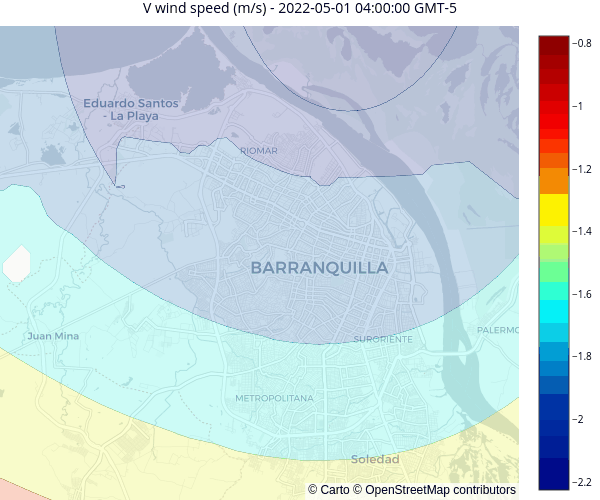 V wind speed (m/s) - 2022-05-01 04:00:00 GMT-5
−0.8
Eduardo Santos
- La Playa
−1
RIOMAR
−1.2
−1.4
BARRANQUILLA
−1.6
Juan Mina
SURORIENTE
PALERMO
−1.8
METROPOLITANA
−2
Soledad
−2.2
© Carto © OpenStreetMap contributors